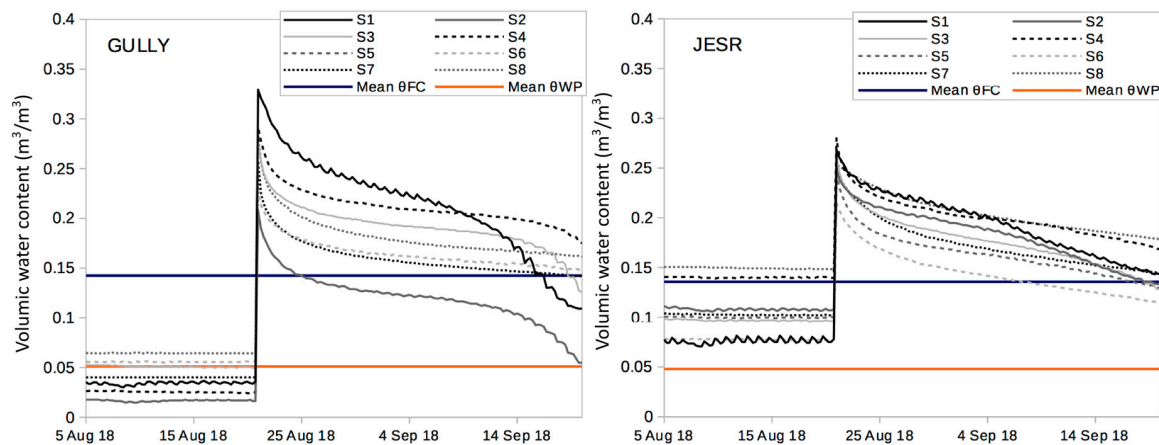 GULLY
S1 S2
S3 S4
S5 S6
S7 S8
Mean θFC Mean θWP
Volumic water content (m³/m³)
0.4
0.35
0.3
0.25
0.2
0.15
0.1
0.05
0
5 Aug 18 15 Aug 18 25 Aug 18 4 Sep 18 14 Sep 18
JESR
S1 S2
S3 S4
S5 S6
S7 S8
Mean θFC Mean θWP
Volumic water content (m³/m³)
0.4
0.35
0.3
0.25
0.2
0.15
0.1
0.05
0
5 Aug 18 15 Aug 18 25 Aug 18 4 Sep 18 14 Sep 18